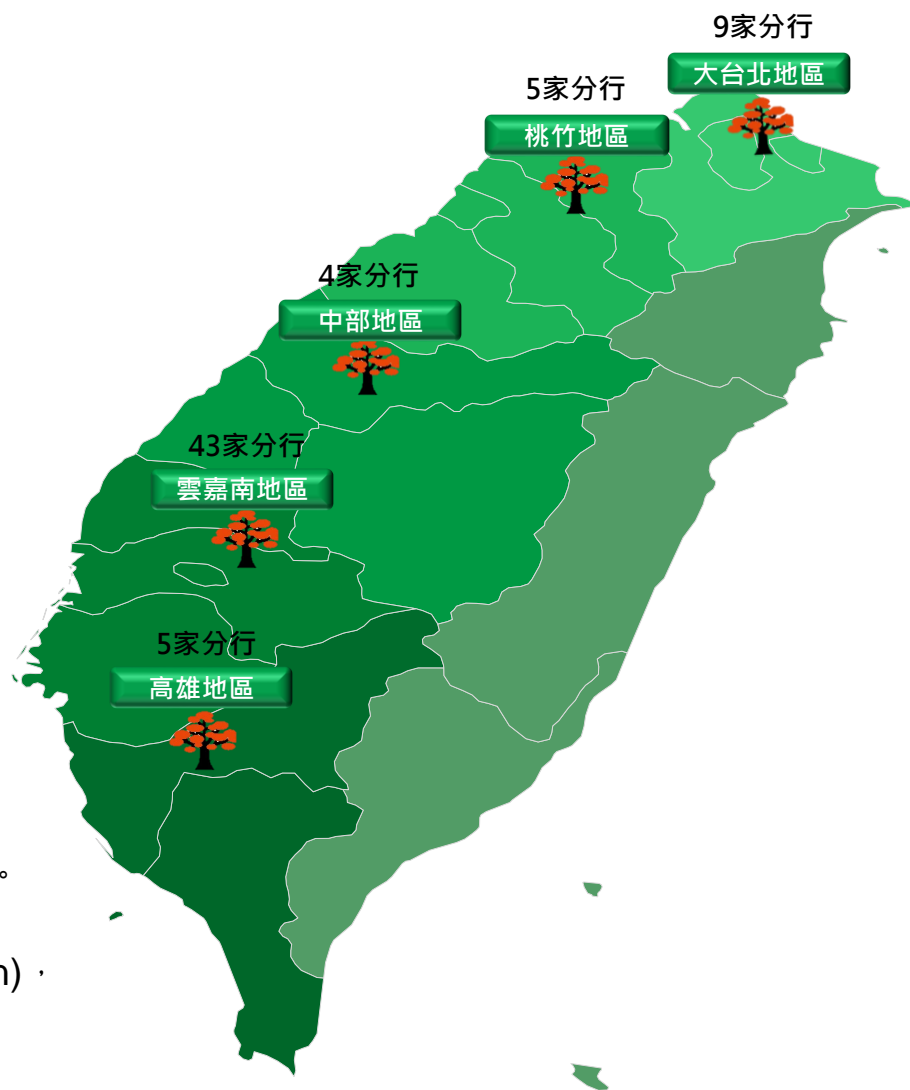 9家分行
大台北地區
5家分行
桃竹地區
4家分行
中部地區
43家分行
雲嘉南地區
5家分行
高雄地區
。
n)，